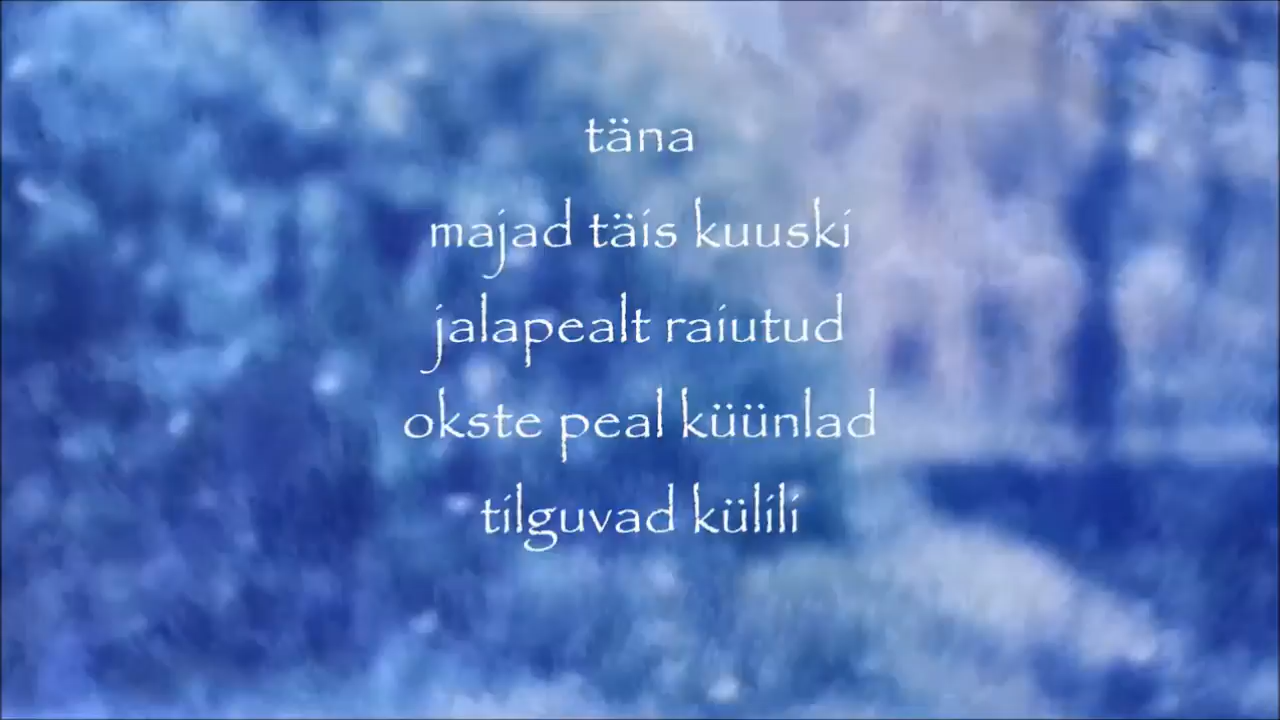 täna
majad täis kuuski
jalapealt raiutud
okste peal küünlad
tilguvad külili